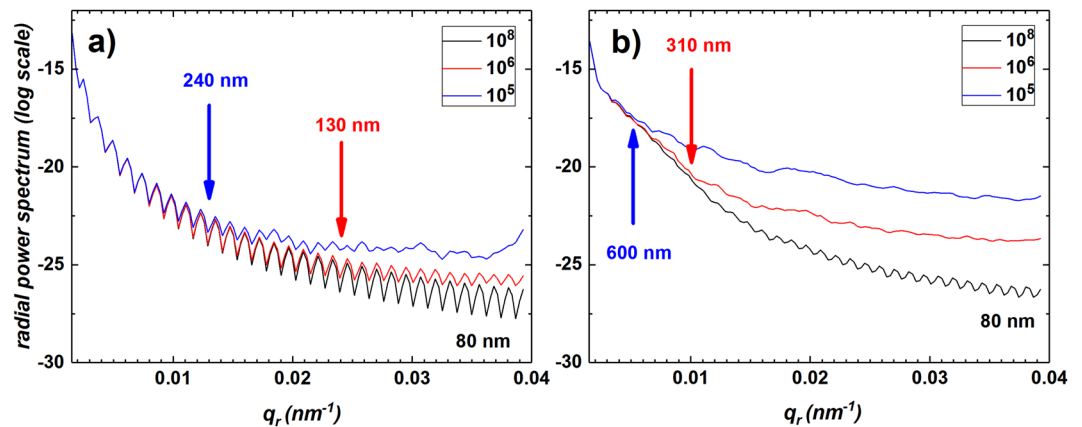 a)
10⁸
10⁶
10⁵
240 nm
130 nm
80 nm
-15
-20
-25
-30
0.01
0.02
0.03
0.04
radial power spectrum (log scale)
qᵣ (nm⁻¹)
b)
10⁸
10⁶
10⁵
310 nm
600 nm
80 nm
-15
-20
-25
-30
0.01
0.02
0.03
0.04
qᵣ (nm⁻¹)